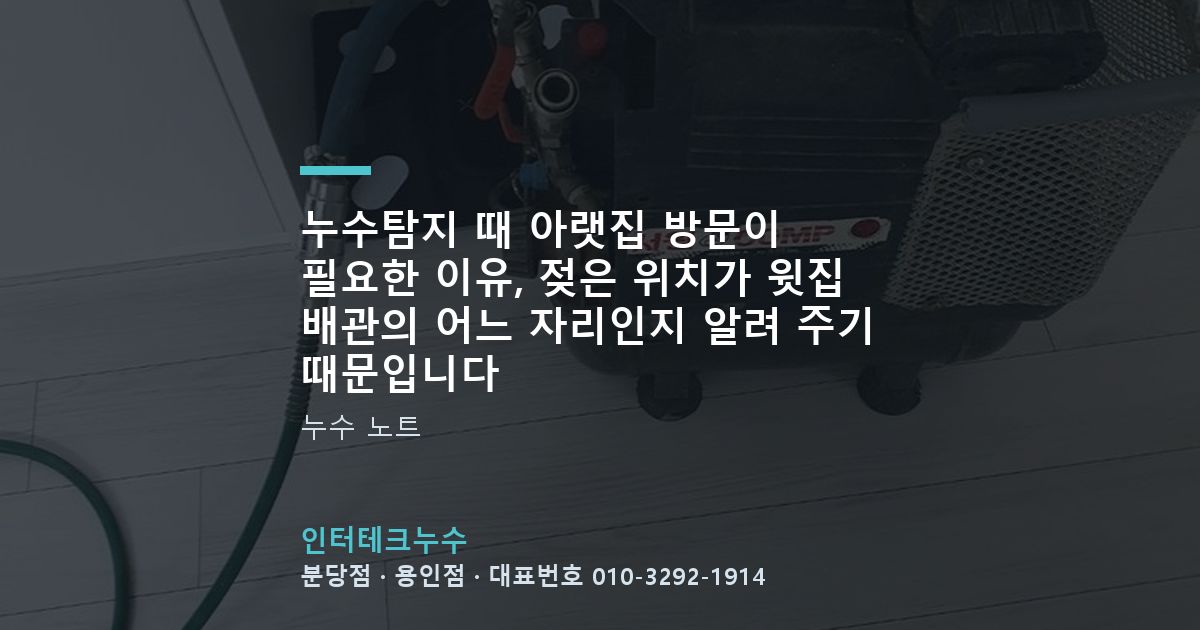 누수탐지 때 아랫집 방문이
필요한 이유, 젖은 위치가 윗집
배관의 어느 자리인지 알려 주기
때문입니다
누수 노트
인터테크누수
분당점 · 용인점 · 대표번호 010-3292-1914